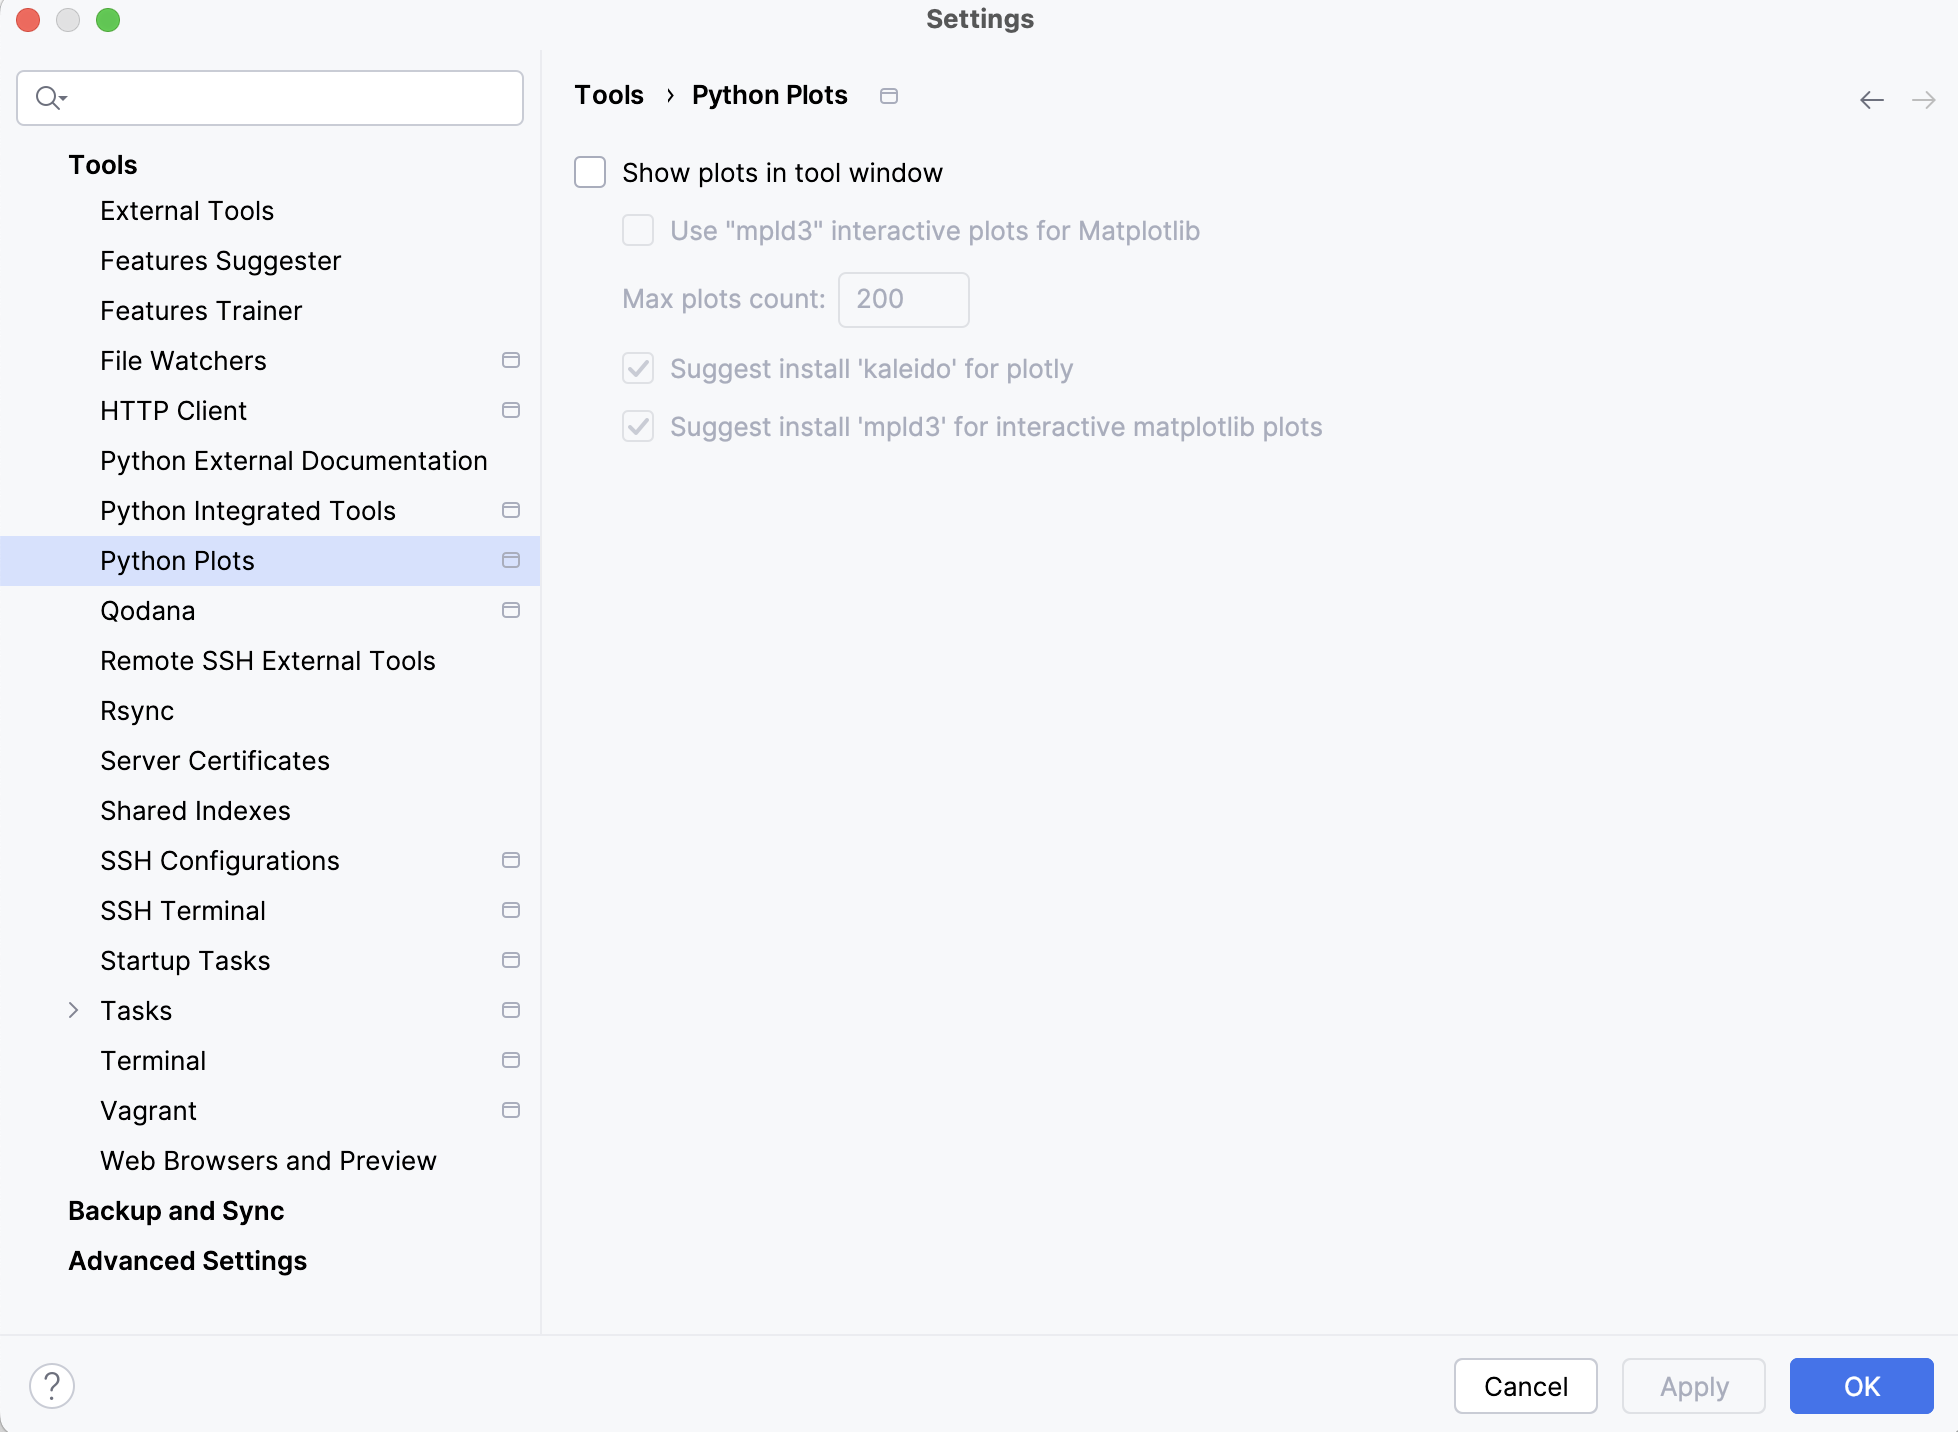 Settings
Tools
External Tools
Features Suggester
Features Trainer
File Watchers
HTTP Client
Python External Documentation
Python Integrated Tools
Python Plots
Qodana
Remote SSH External Tools
Rsync
Server Certificates
Shared Indexes
SSH Configurations
SSH Terminal
Startup Tasks
Tasks
Terminal
Vagrant
Web Browsers and Preview
Backup and Sync
Advanced Settings
Tools › Python Plots
Show plots in tool window
Use "mpld3" interactive plots for Matplotlib
Max plots count: 200
Suggest install 'kaleido' for plotly
Suggest install 'mpld3' for interactive matplotlib plots
?
Cancel
Apply
OK